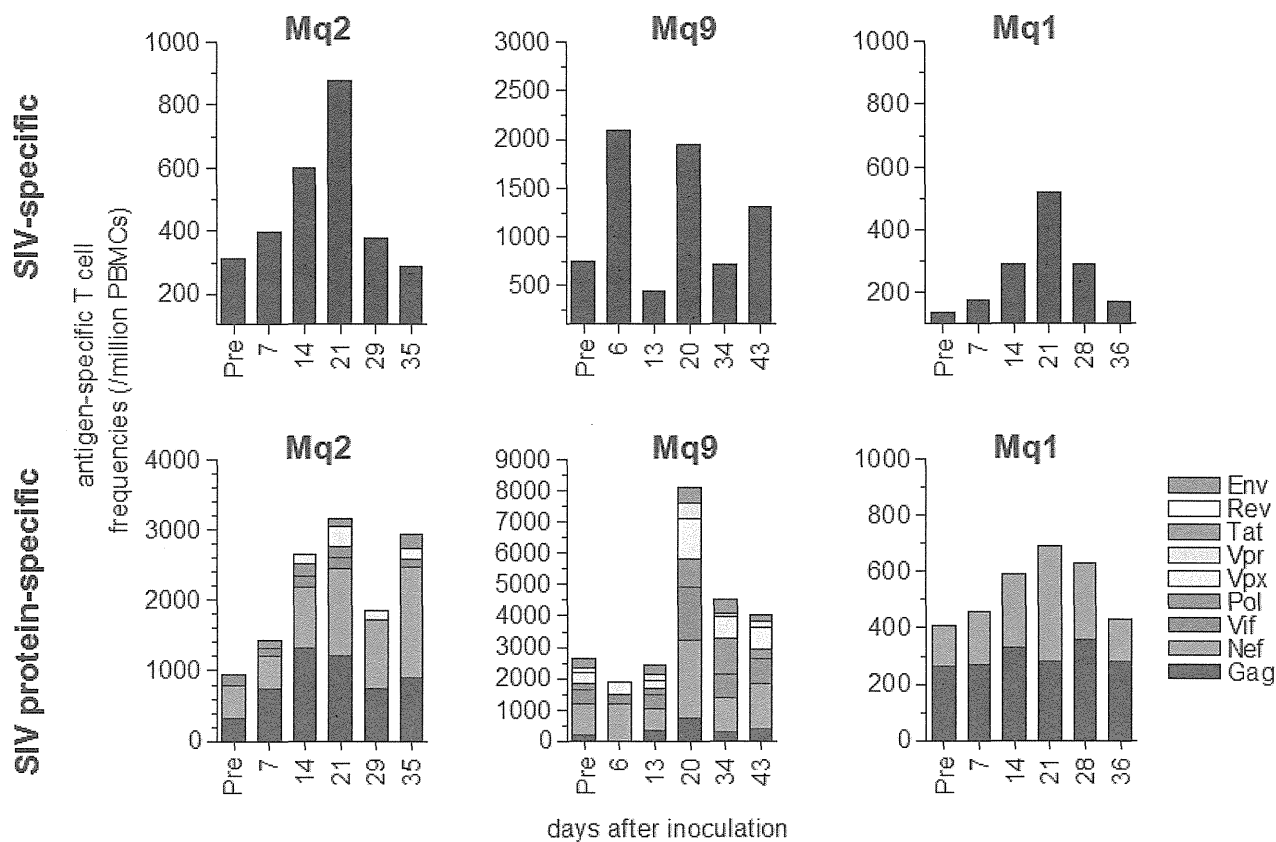 Mq2
Mq9
Mq1
SIV-specific
1000
800
600
400
200
Pre
7
14
21
29
35
3000
2500
2000
1500
1000
500
Pre
6
13
20
34
43
1000
800
600
400
200
Pre
7
14
21
28
36
antigen-specific T cell
frequencies (/million PBMCs)
Mq2
Mq9
Mq1
SIV protein-specific
4000
3000
2000
1000
0
Pre
7
14
21
29
35
9000
8000
7000
6000
5000
4000
3000
2000
1000
0
Pre
6
13
20
34
43
1000
800
600
400
200
0
Pre
7
14
21
28
36
Env
Rev
Tat
Vpr
Vpx
Pol
Vif
Nef
Gag
days after inoculation